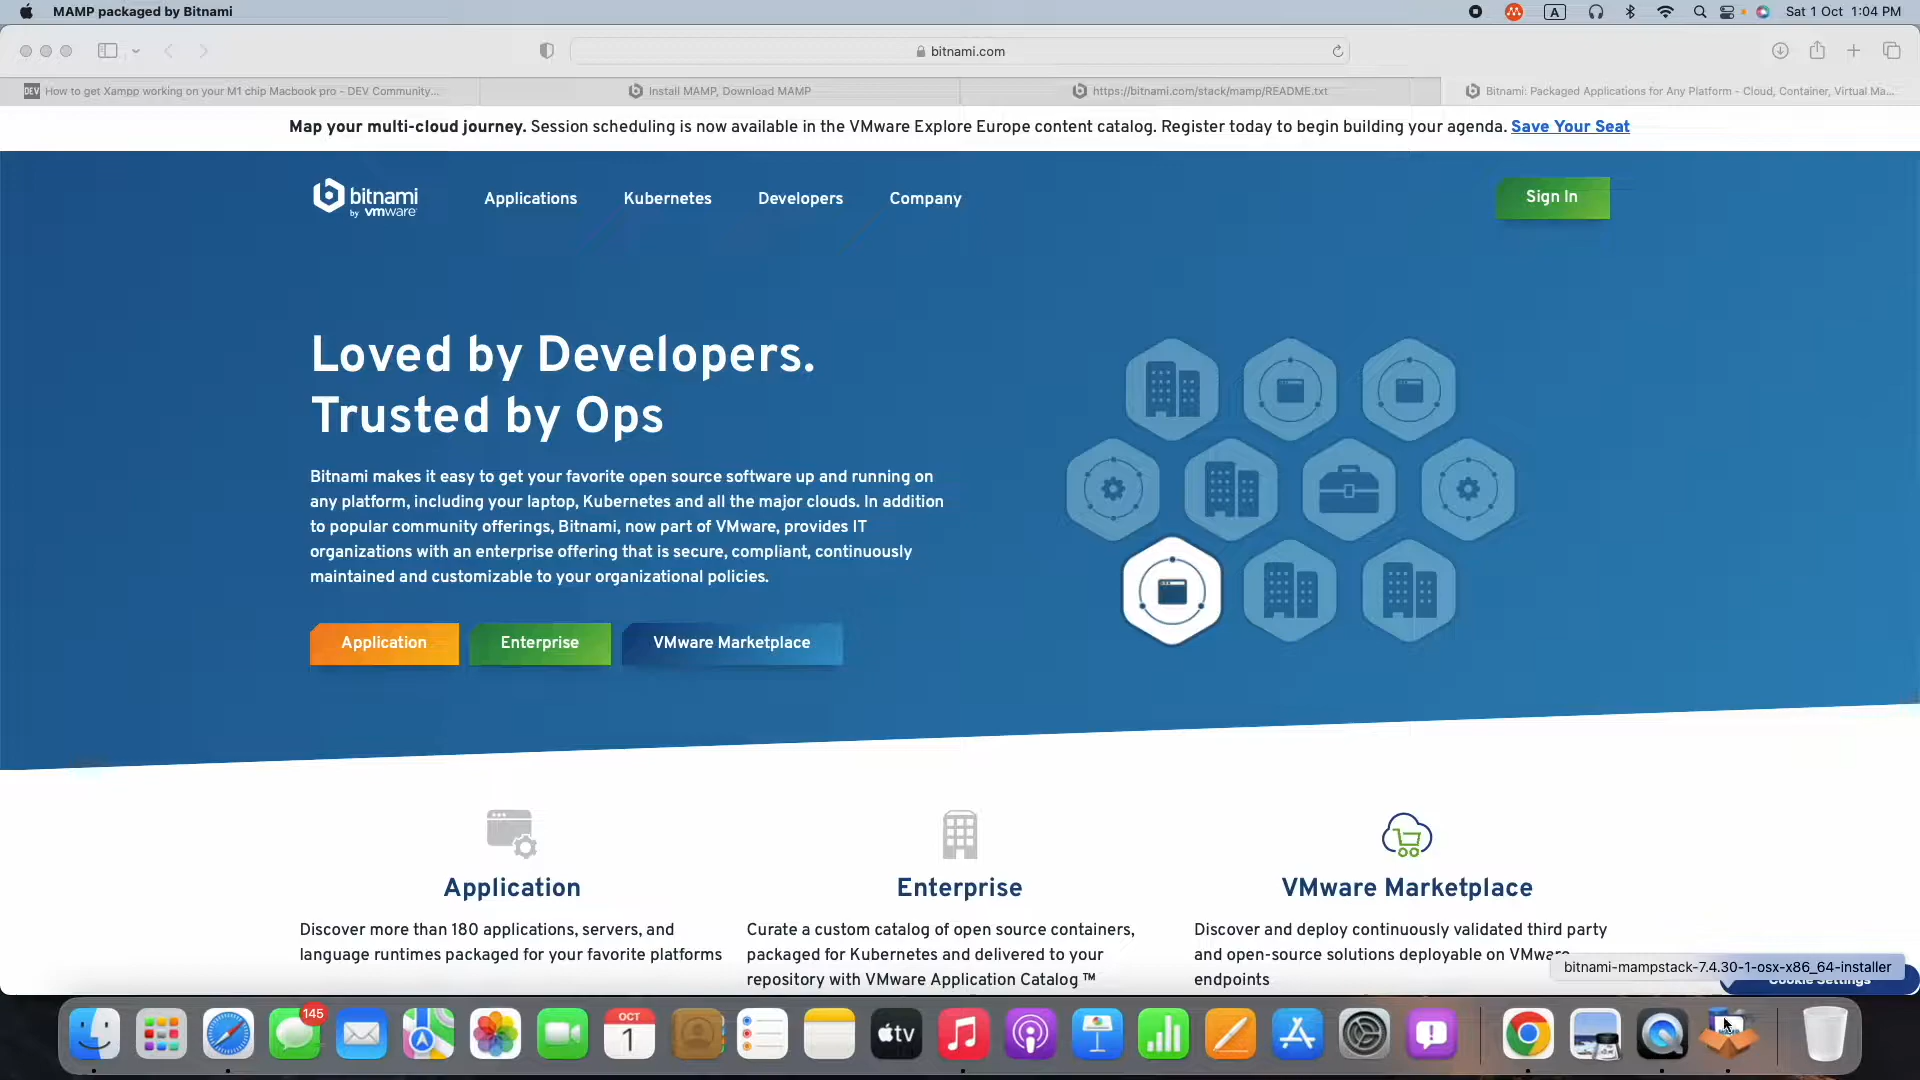 MAMP packaged by Bitnami
A
Sat 1 Oct 1:04 PM
bitnami.com
DEV How to get Xampp working on your M1 chip Macbook pro - DEV Community...
Install MAMP, Download MAMP
https://bitnami.com/stack/mamp/README.txt
Bitnami: Packaged Applications for Any Platform - Cloud, Container, Virtual Ma...
Map your multi-cloud journey. Session scheduling is now available in the VMware Explore Europe content catalog. Register today to begin building your agenda. Save Your Seat
bitnami
by vmware
Applications
Kubernetes
Developers
Company
Sign In
Loved by Developers.
Trusted by Ops
Bitnami makes it easy to get your favorite open source software up and running on
any platform, including your laptop, Kubernetes and all the major clouds. In addition
to popular community offerings, Bitnami, now part of VMware, provides IT
organizations with an enterprise offering that is secure, compliant, continuously
maintained and customizable to your organizational policies.
Application
Enterprise
VMware Marketplace
Application
Discover more than 180 applications, servers, and
language runtimes packaged for your favorite platforms
Enterprise
Curate a custom catalog of open source containers,
packaged for Kubernetes and delivered to your
repository with VMware Application Catalog ™
VMware Marketplace
Discover and deploy continuously validated third party
and open-source solutions deployable on VMware
endpoints
bitnami-mampstack-7.4.30-1-osx-x86_64-installer
Cookie Settings
145
OCT
1
tv